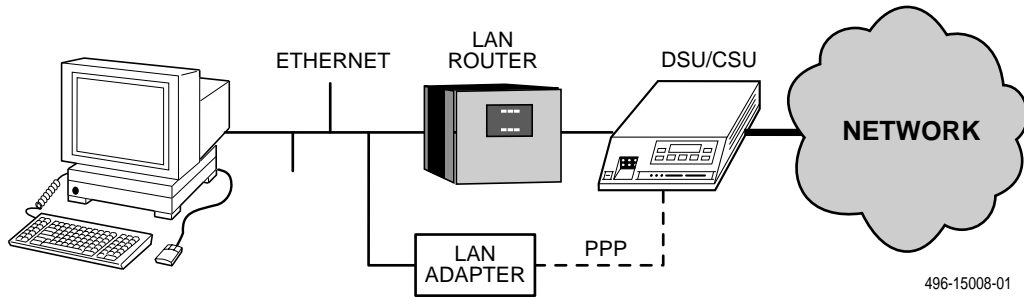 ETHERNET
LAN
ROUTER
DSU/CSU
NETWORK
LAN
ADAPTER
PPP
496-15008-01